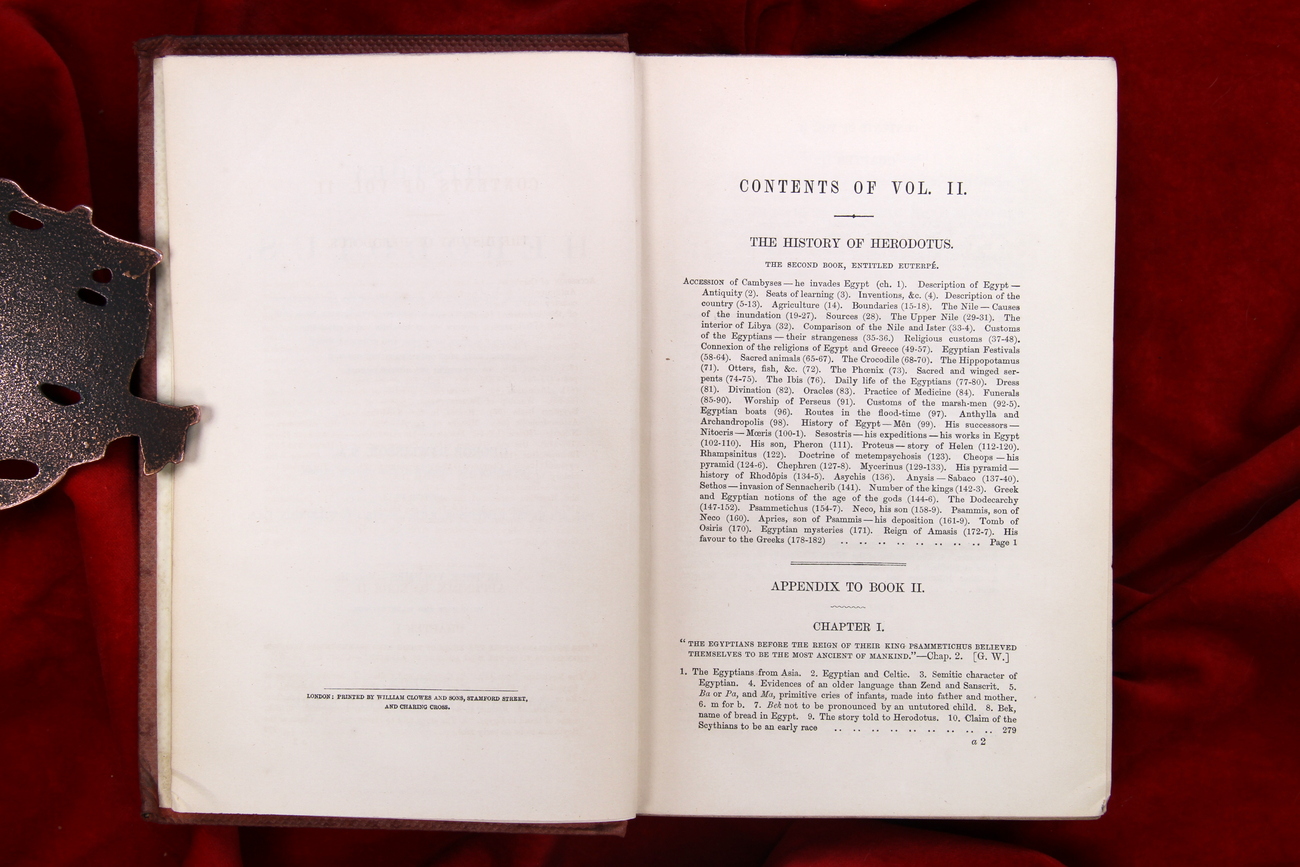 LONDON: PRINTED BY WILLIAM CLOWES AND SONS, STAMFORD STREET,
AND CHARING CROSS.
CONTENTS OF VOL. II.
THE HISTORY OF HERODOTUS.
THE SECOND BOOK, ENTITLED EUTERPÉ.
ACCESSION of Cambyses — he invades Egypt (ch. 1). Description of Egypt —
Antiquity (2). Seats of learning (3). Inventions, &c. (4). Description of the
country (5-13). Agriculture (14). Boundaries (15-18). The Nile — Causes
of the inundation (19-27). Sources (28). The Upper Nile (29-31). The
interior of Libya (32). Comparison of the Nile and Ister (33-4). Customs
of the Egyptians — their strangeness (35-36.) Religious customs (37-48).
Connexion of the religions of Egypt and Greece (49-57). Egyptian Festivals
(58-64). Sacred animals (65-67). The Crocodile (68-70). The Hippopotamus
(71). Otters, fish, &c. (72). The Phœnix (73). Sacred and winged ser-
pents (74-75). The Ibis (76). Daily life of the Egyptians (77-80). Dress
(81). Divination (82). Oracles (83). Practice of Medicine (84). Funerals
(85-90). Worship of Perseus (91). Customs of the marsh-men (92-5).
Egyptian boats (96). Routes in the flood-time (97). Anthylla and
Archandropolis (98). History of Egypt — Mên (99). His successors —
Nitocris — Mœris (100-1). Sesostris — his expeditions — his works in Egypt
(102-110). His son, Pheron (111). Proteus — story of Helen (112-120).
Rhampsinitus (122). Doctrine of metempsychosis (123). Cheops — his
pyramid (124-6). Chephren (127-8). Mycerinus (129-133). His pyramid —
history of Rhodôpis (134-5). Asychis (136). Anysis — Sabaco (137-40).
Sethos — invasion of Sennacherib (141). Number of the kings (142-3). Greek
and Egyptian notions of the age of the gods (144-6). The Dodecarchy
(147-152). Psammetichus (154-7). Neco, his son (158-9). Psammis, son of
Neco (160). Apries, son of Psammis — his deposition (161-9). Tomb of
Osiris (170). Egyptian mysteries (171). Reign of Amasis (172-7). His
favour to the Greeks (178-182) .. .. .. .. .. .. .. .. Page 1
APPENDIX TO BOOK II.
CHAPTER I.
“THE EGYPTIANS BEFORE THE REIGN OF THEIR KING PSAMMETICHUS BELIEVED
THEMSELVES TO BE THE MOST ANCIENT OF MANKIND.”—Chap. 2. [G. W.]
1. The Egyptians from Asia. 2. Egyptian and Celtic. 3. Semitic character of
Egyptian. 4. Evidences of an older language than Zend and Sanscrit. 5.
Ba or Pa, and Ma, primitive cries of infants, made into father and mother.
6. m for b. 7. Bek not to be pronounced by an untutored child. 8. Bek,
name of bread in Egypt. 9. The story told to Herodotus. 10. Claim of the
Scythians to be an early race .. .. .. .. .. .. .. .. .. 279
a 2